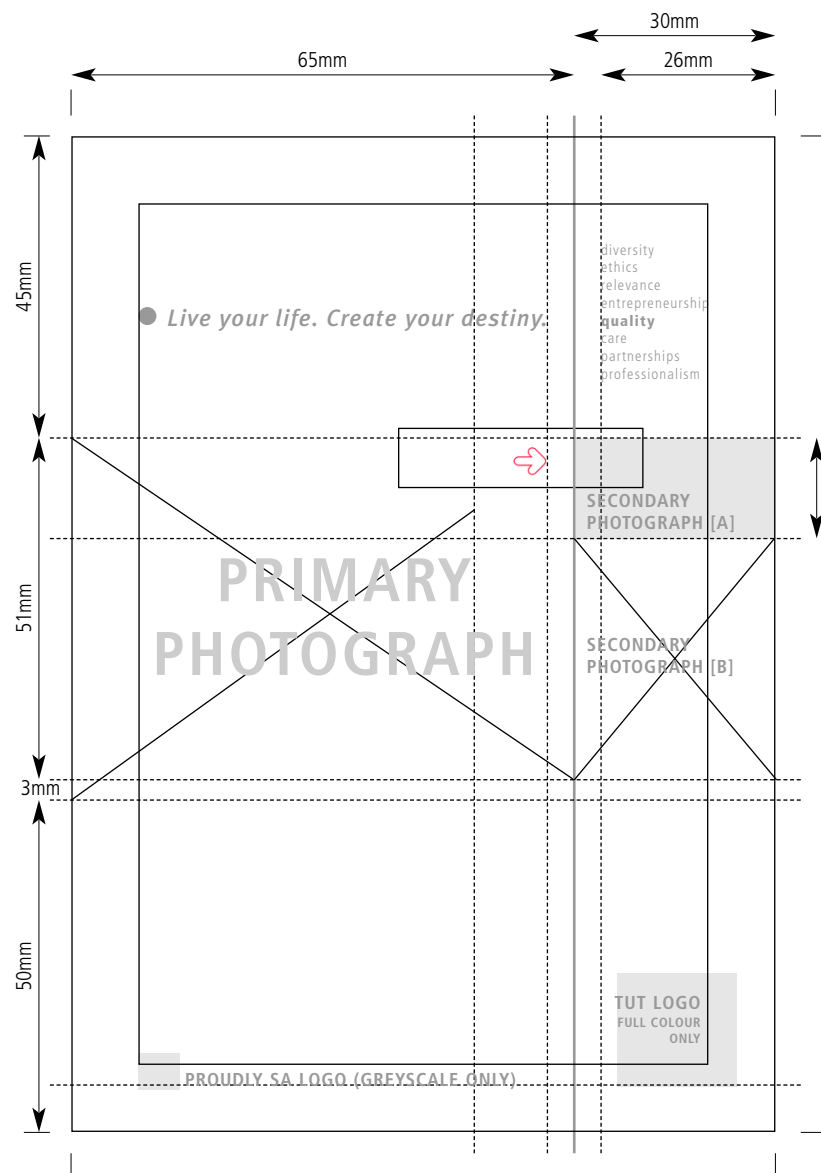 30mm
65mm
26mm
45mm
diversity
ethics
relevance
entrepreneurship
quality
care
partnerships
professionalism
Live your life. Create your destiny.
SECONDARY
PHOTOGRAPH [A]
51mm
PRIMARY
PHOTOGRAPH
SECONDARY
PHOTOGRAPH [B]
3mm
50mm
TUT LOGO
FULL COLOUR
ONLY
PROUDLY SA LOGO (GREYSCALE ONLY)